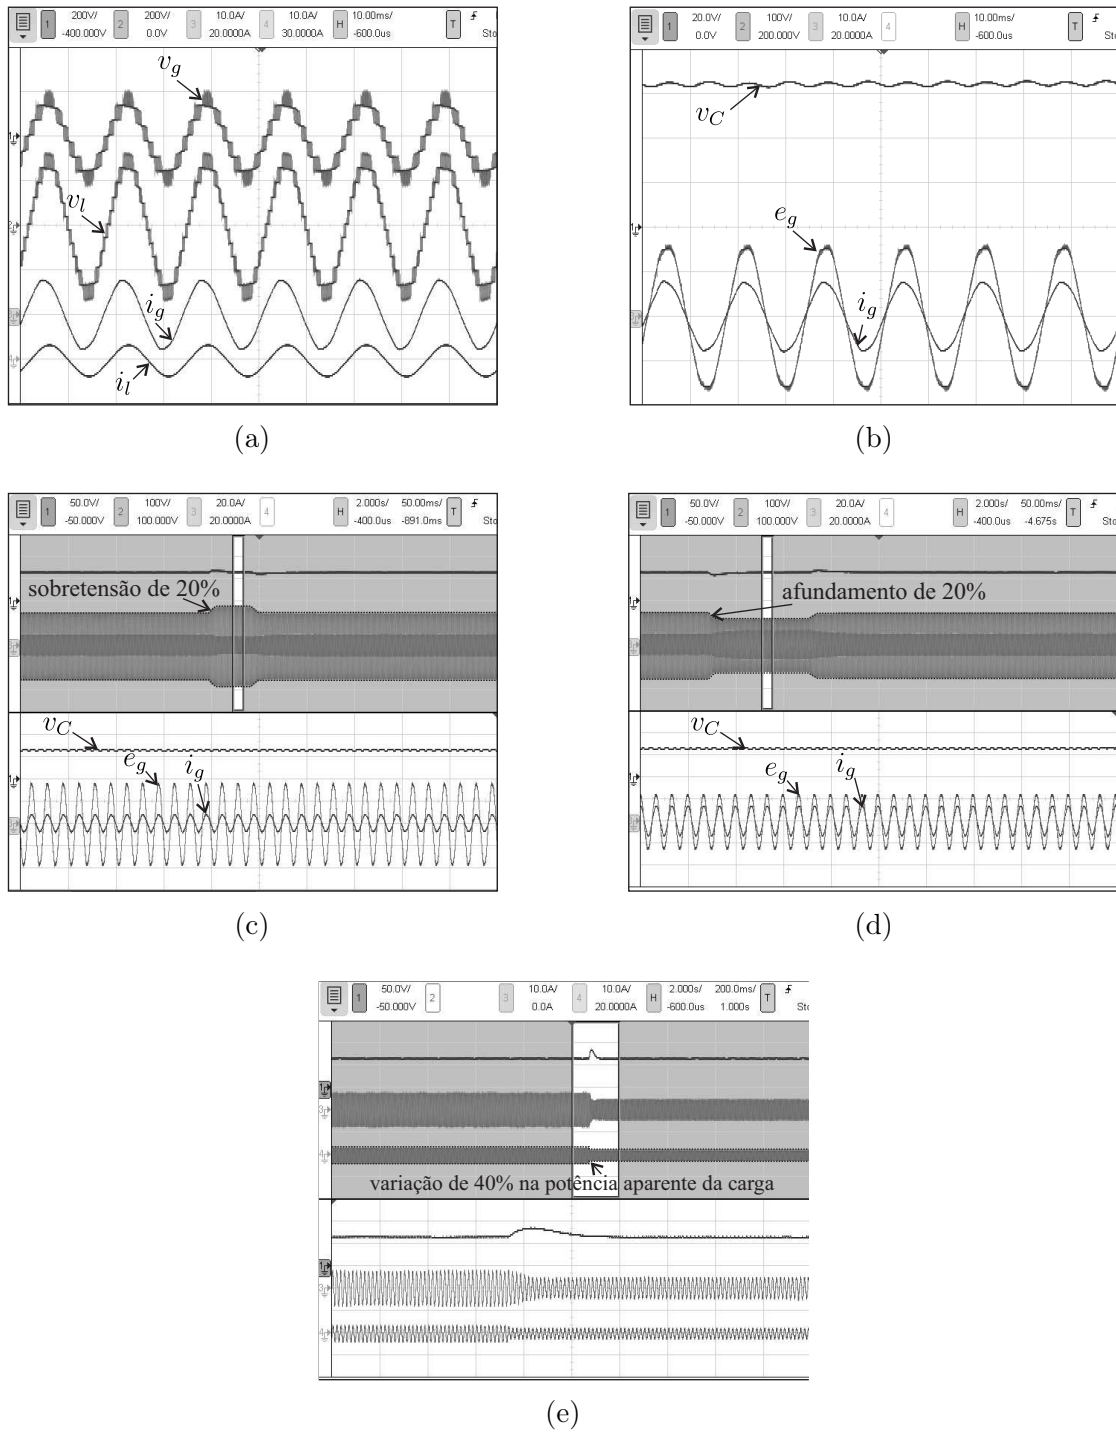 1 200V/ 2 200V/ 3 10.0A/ 4 10.0A/ H 10.00ms/ T
-400.000V 0.0V 20.0000A 30.0000A -600.0us Sto
v_g
v_l
i_g
i_l
(a)
1 20.0V/ 2 100V/ 3 10.0A/ 4 H 10.00ms/ T
0.0V 200.000V 20.0000A -600.0us Sto
v_C
e_g
i_g
(b)
1 50.0V/ 2 100V/ 3 20.0A/ 4 H 2.000s/ 50.00ms/ T
-50.000V 100.000V 20.0000A -400.0us -891.0ms Sto
sobretensão de 20%
v_C
e_g
i_g
(c)
1 50.0V/ 2 100V/ 3 20.0A/ 4 H 2.000s/ 50.00ms/ T
-50.000V 100.000V 20.0000A -400.0us -4.675s Sto
afundamento de 20%
v_C
e_g
i_g
(d)
1 50.0V/ 2 3 10.0A/ 4 10.0A/ H 2.000s/ 200.0ms/ T
-50.000V 0.0A 20.0000A -600.0us 1.000s Sto
variação de 40% na potência aparente da carga
(e)